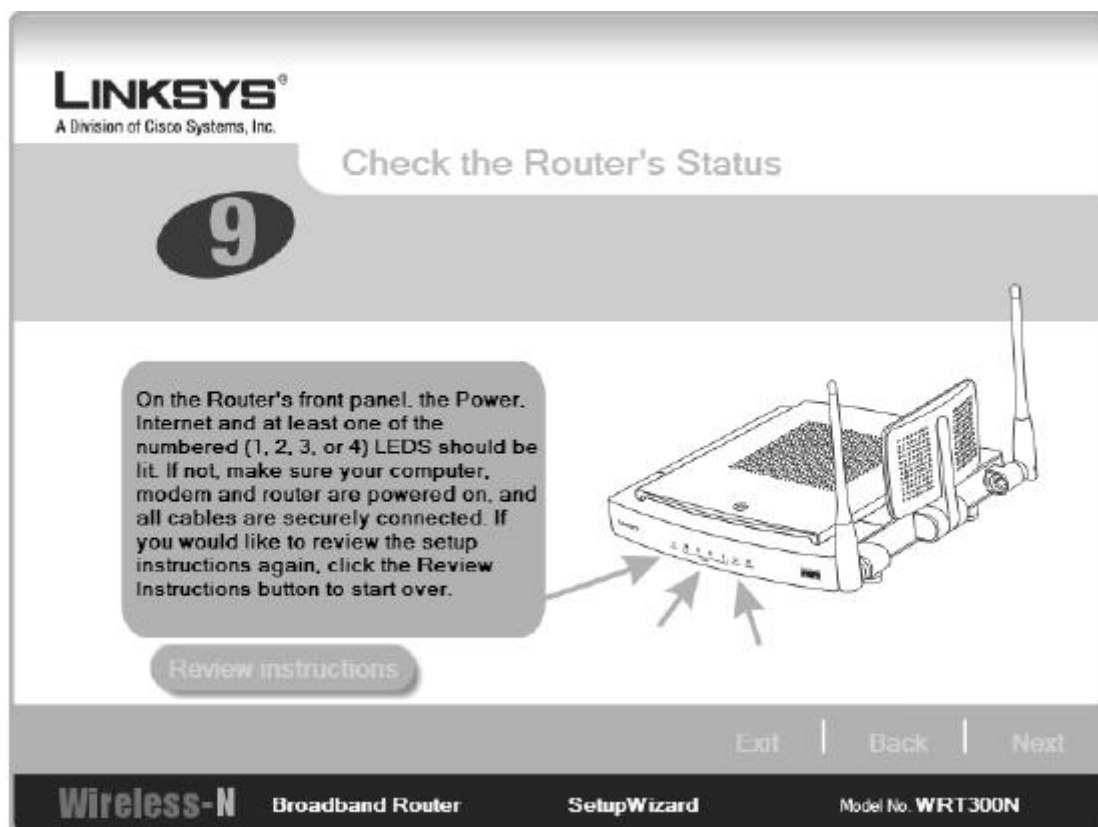 LINKSYS®
A Division of Cisco Systems, Inc.
Check the Router's Status
9
On the Router's front panel, the Power,
Internet and at least one of the
numbered (1, 2, 3, or 4) LEDS should be
lit. If not, make sure your computer,
modem and router are powered on, and
all cables are securely connected. If
you would like to review the setup
instructions again, click the Review
Instructions button to start over.
Review instructions
Exit | Back | Next
Wireless-N Broadband Router SetupWizard Model No. WRT300N